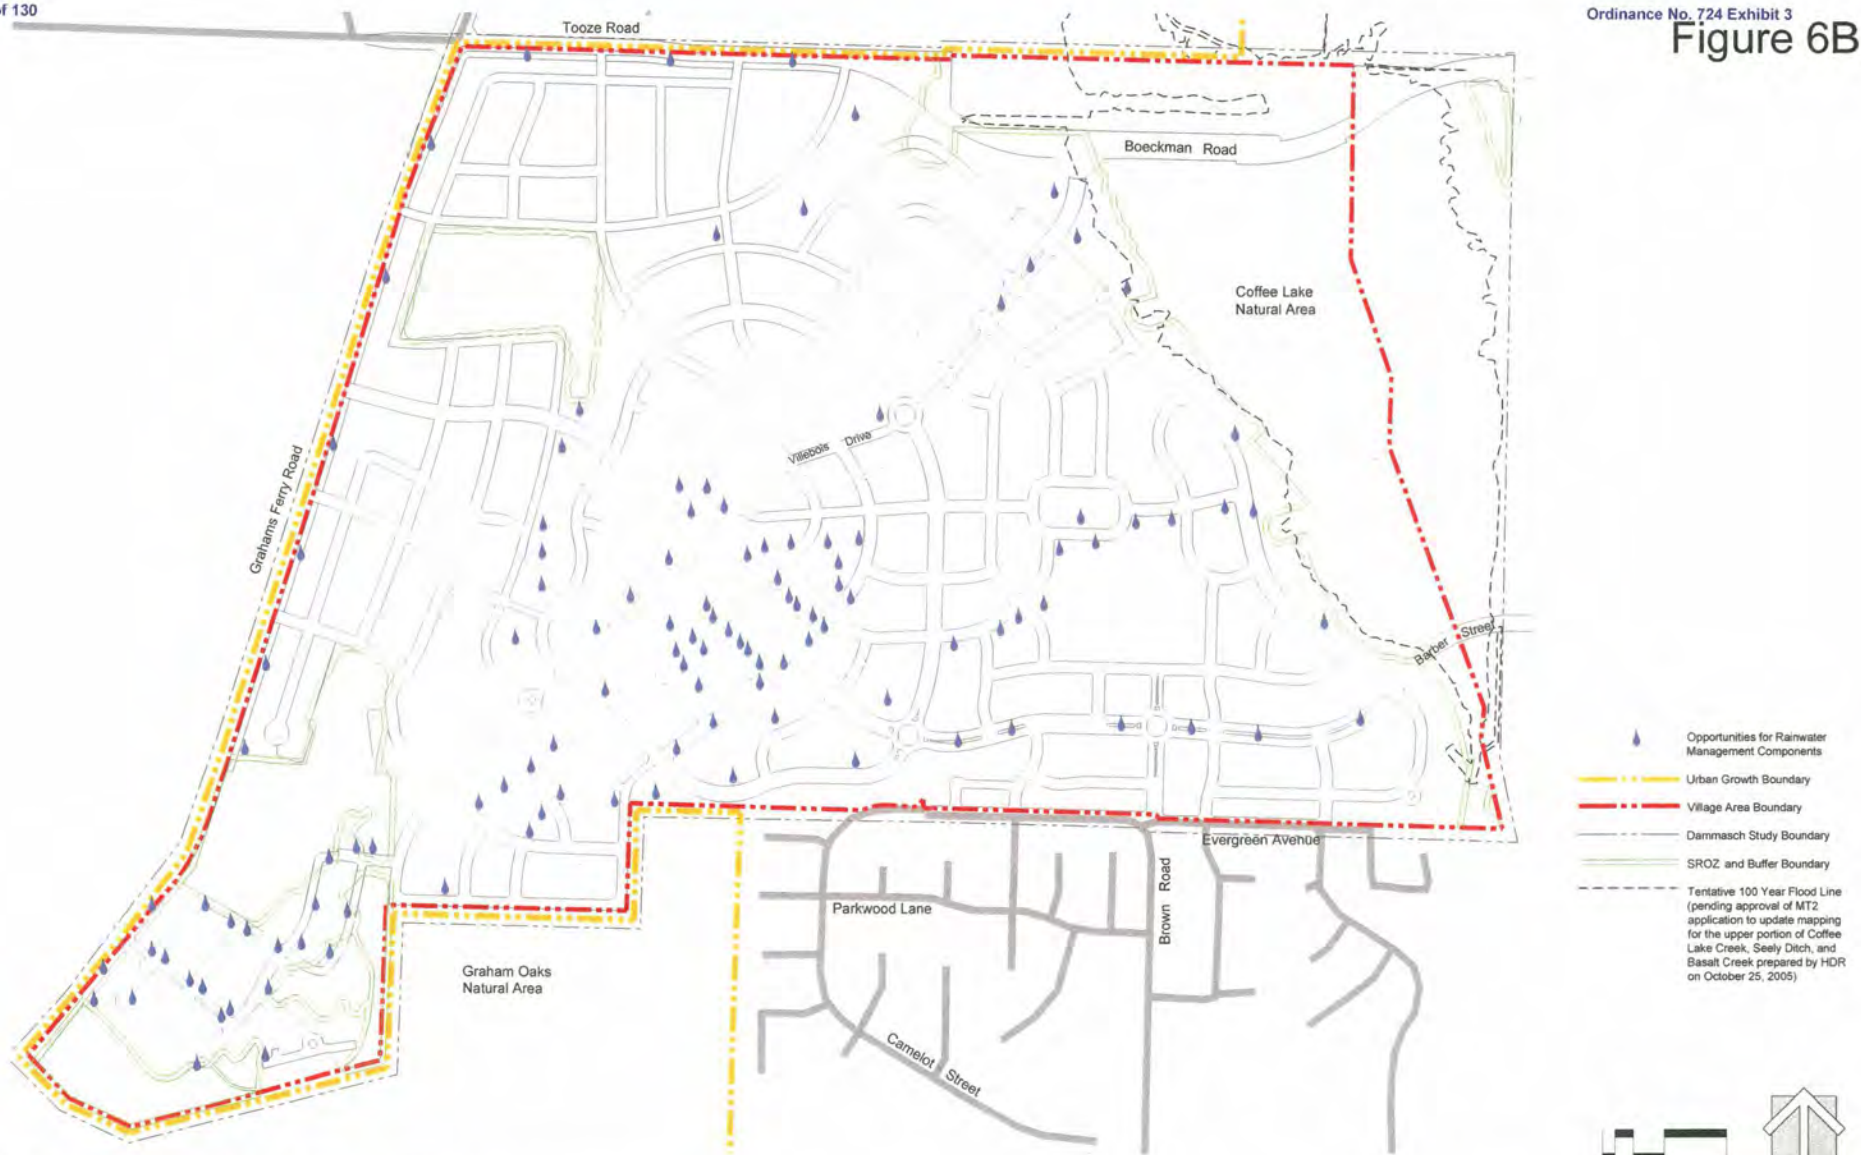 of 130
Ordinance No. 724 Exhibit 3
Figure 6B
Tooze Road
Boeckman Road
Coffee Lake
Natural Area
Villebois Drive
Grahams Ferry Road
Barber Street
Evergreen Avenue
Parkwood Lane
Brown Road
Graham Oaks
Natural Area
Camelot Street
Opportunities for Rainwater
Management Components
Urban Growth Boundary
Village Area Boundary
Dammasch Study Boundary
SROZ and Buffer Boundary
Tentative 100 Year Flood Line
(pending approval of MT2
application to update mapping
for the upper portion of Coffee
Lake Creek, Seely Ditch, and
Basalt Creek prepared by HDR
on October 25, 2005)